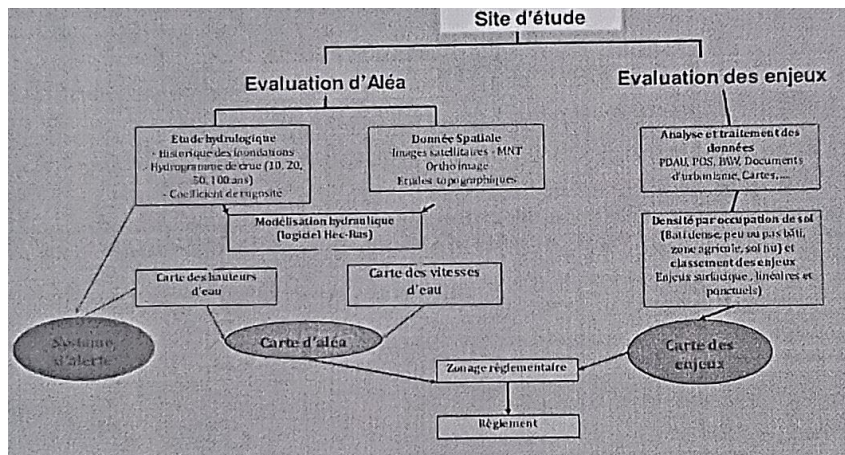 Site d'étude
Evaluation d'Aléa
Evaluation des enjeux
Etude hydrologique
- Historique des inondations
- Hydrogramme de crue (10, 20,
50, 100 ans)
- Coefficient de rugosité
Donnée Spatiale
Images satellitaires - MNT
Ortho image
Etudes topographiques
Analyse et traitement des
données
PDAU, POS, Documents
d'urbanisme, Cartes,...
Modélisation hydraulique
(logiciel Hec-Ras)
Densité par occupation de sol
(Bati dense, peu ou pas bâti,
zone agricole, sol nu) et
classement des enjeux
Enjeux surfacique, linéaires et
ponctuels)
Carte des hauteurs
d'eau
Carte des vitesses
d'eau
Système
d'alerte
Carte d'aléa
Carte des
enjeux
Zonage règlementaire
Règlement